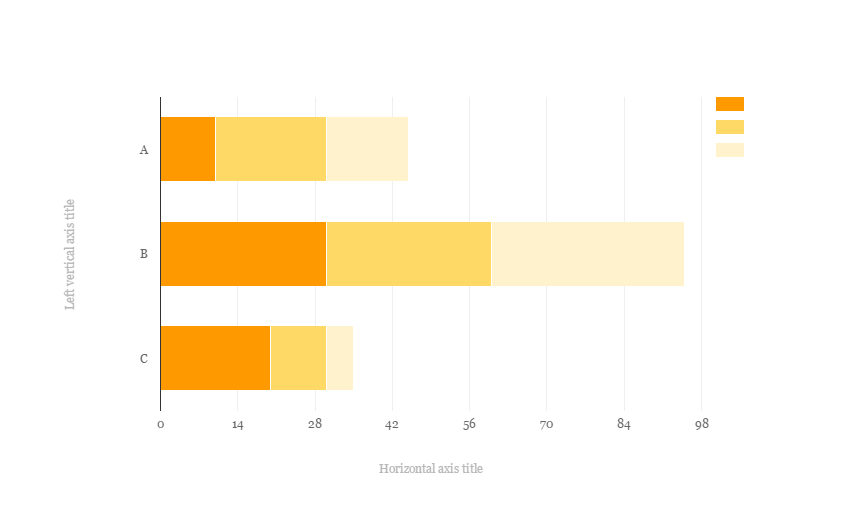 A
B
C
Left vertical axis title
0 14 28 42 56 70 84 98
Horizontal axis title